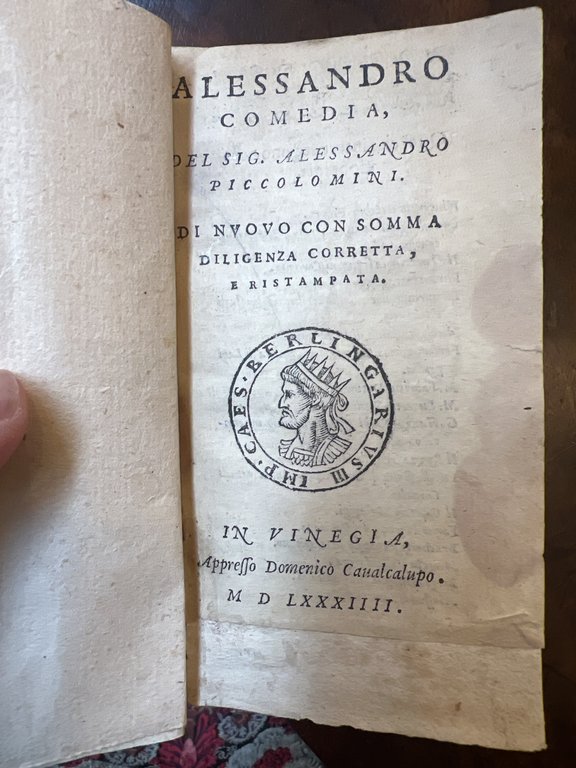 ALESSANDRO
COMEDIA,
DEL SIG. ALESSANDRO
PICCOLOMINI.
DI NVOVO CON SOMMA
DILIGENZA CORRETTA,
E RISTAMPATA.
IMP. CAES. BERLINGARIVS III
IN VINEGIA,
Appreſſo Domenico Caualcalupo.
M D LXXXIIII.